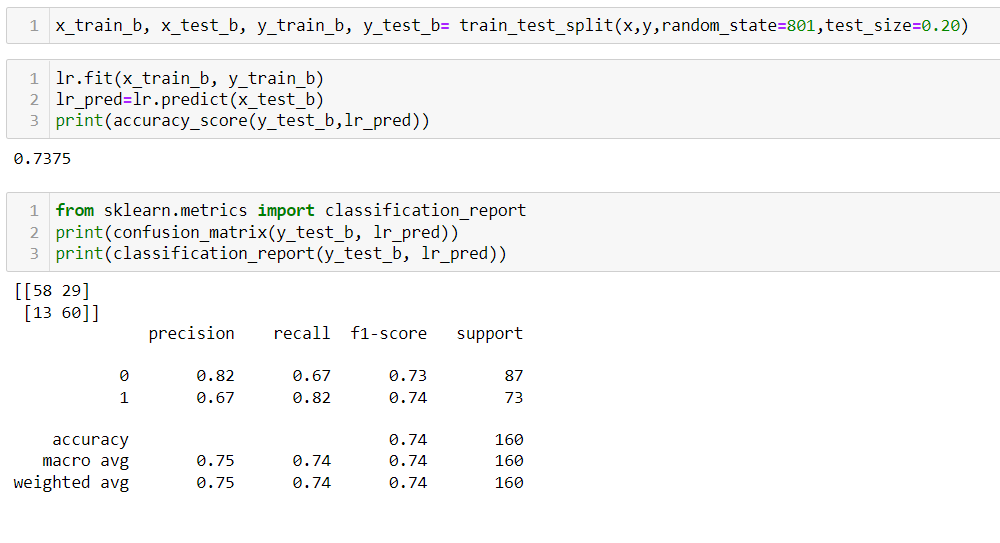 1 x_train_b, x_test_b, y_train_b, y_test_b= train_test_split(x,y,random_state=801,test_size=0.20)
1 lr.fit(x_train_b, y_train_b)
2 lr_pred=lr.predict(x_test_b)
3 print(accuracy_score(y_test_b,lr_pred))
0.7375
1 from sklearn.metrics import classification_report
2 print(confusion_matrix(y_test_b, lr_pred))
3 print(classification_report(y_test_b, lr_pred))
[[58 29]
 [13 60]]
              precision    recall  f1-score   support
           0       0.82      0.67      0.73        87
           1       0.67      0.82      0.74        73
    accuracy                           0.74       160
   macro avg       0.75      0.74      0.74       160
weighted avg       0.75      0.74      0.74       160